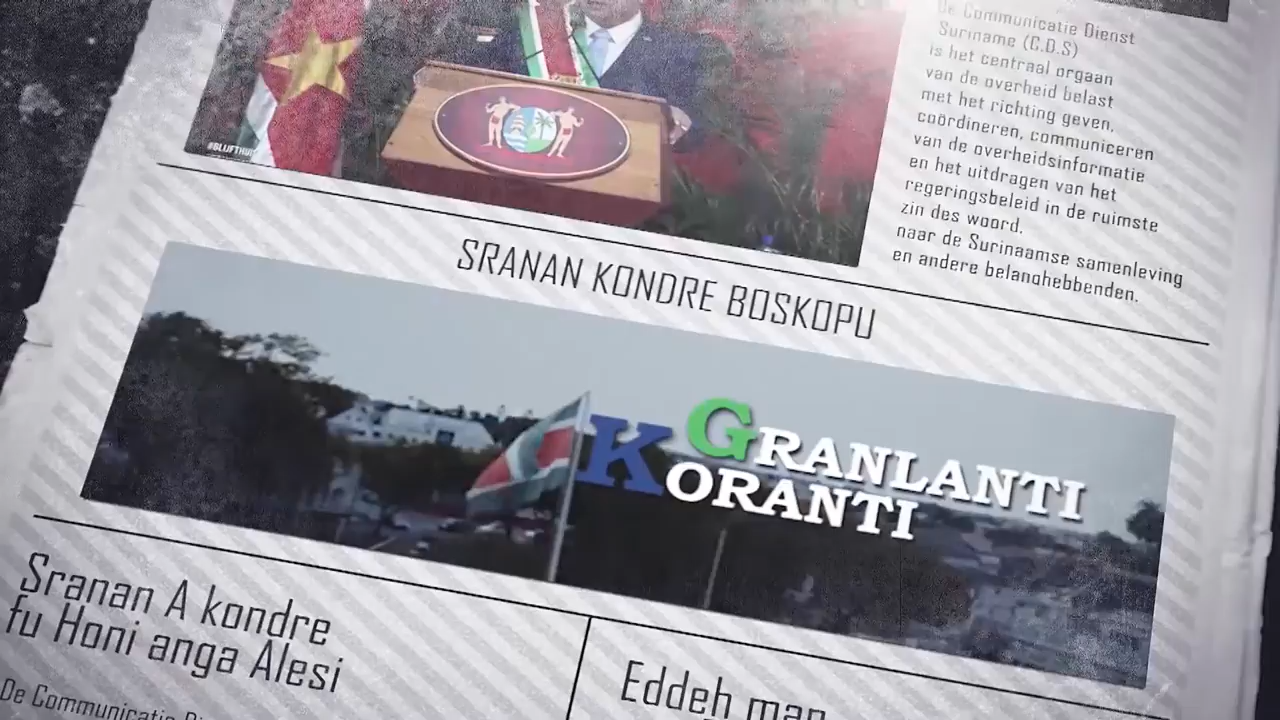 De Communicatie Dienst
Suriname (C.D.S)
is het centraal orgaan
van de overheid belast
met het richting geven,
coördineren, communiceren
van de overheidsinformatie
en het uitdragen van het
regeringsbeleid in de ruimste
zin des woord.
naar de Surinaamse samenleving
en andere belanghebbenden.
SRANAN KONDRE BOSKOPU
GRANLANTI
KORANTI
Sranan A kondre
fu Honi anga Alesi
De Communicatie
Eddeh man